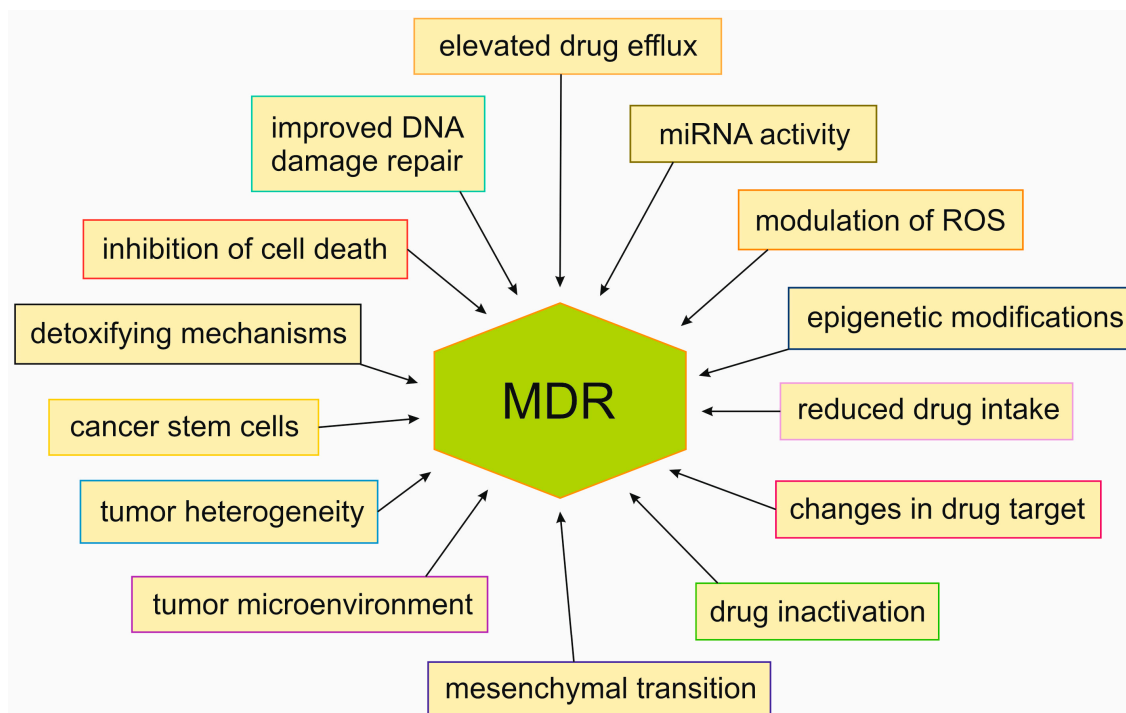 elevated drug efflux
improved DNA
damage repair
miRNA activity
modulation of ROS
inhibition of cell death
epigenetic modifications
detoxifying mechanisms
MDR
reduced drug intake
cancer stem cells
tumor heterogeneity
changes in drug target
tumor microenvironment
drug inactivation
mesenchymal transition